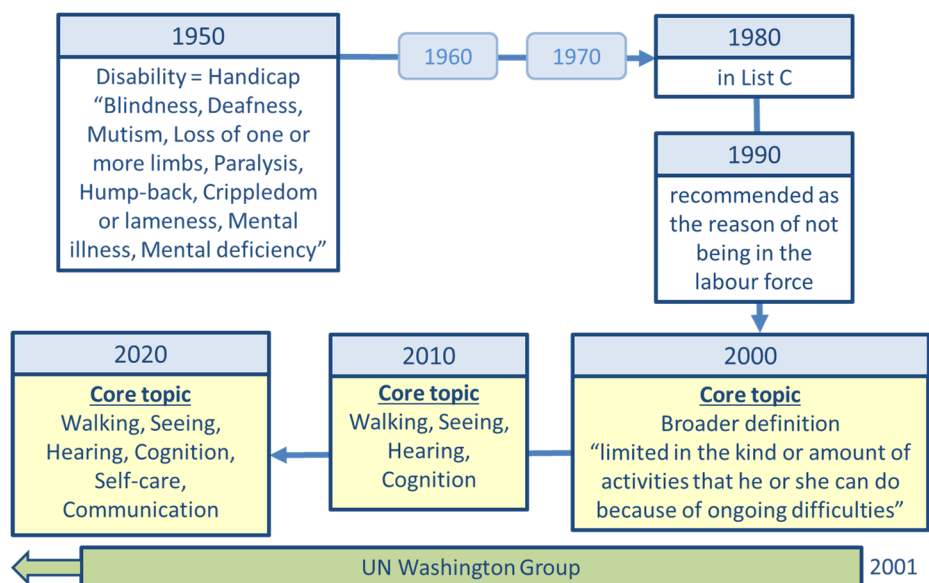 1950
Disability = Handicap
“Blindness, Deafness,
Mutism, Loss of one or
more limbs, Paralysis,
Hump-back, Crippledom
or lameness, Mental
illness, Mental deficiency”
1960
1970
1980
in List C
1990
recommended as
the reason of not
being in the
labour force
2000
Core topic
Broader definition
“limited in the kind or amount of
activities that he or she can do
because of ongoing difficulties”
2010
Core topic
Walking, Seeing,
Hearing,
Cognition
2020
Core topic
Walking, Seeing,
Hearing, Cognition,
Self-care,
Communication
UN Washington Group
2001